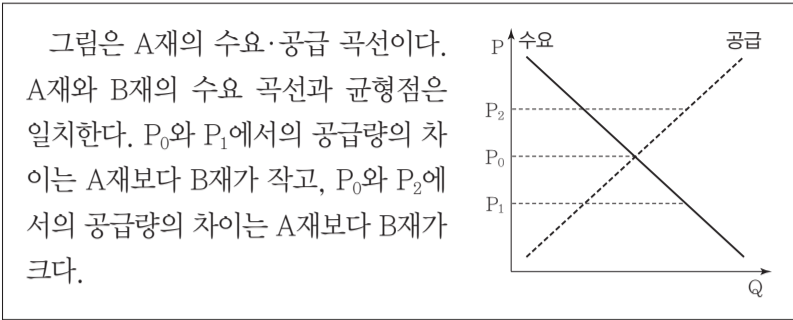 그림은 A재의 수요·공급 곡선이다.
A재와 B재의 수요 곡선과 균형점은
일치한다. P₀와 P₁에서의 공급량의 차
이는 A재보다 B재가 작고, P₀와 P₂에
서의 공급량의 차이는 A재보다 B재가
크다.
P
수요
공급
P₂
P₀
P₁
Q